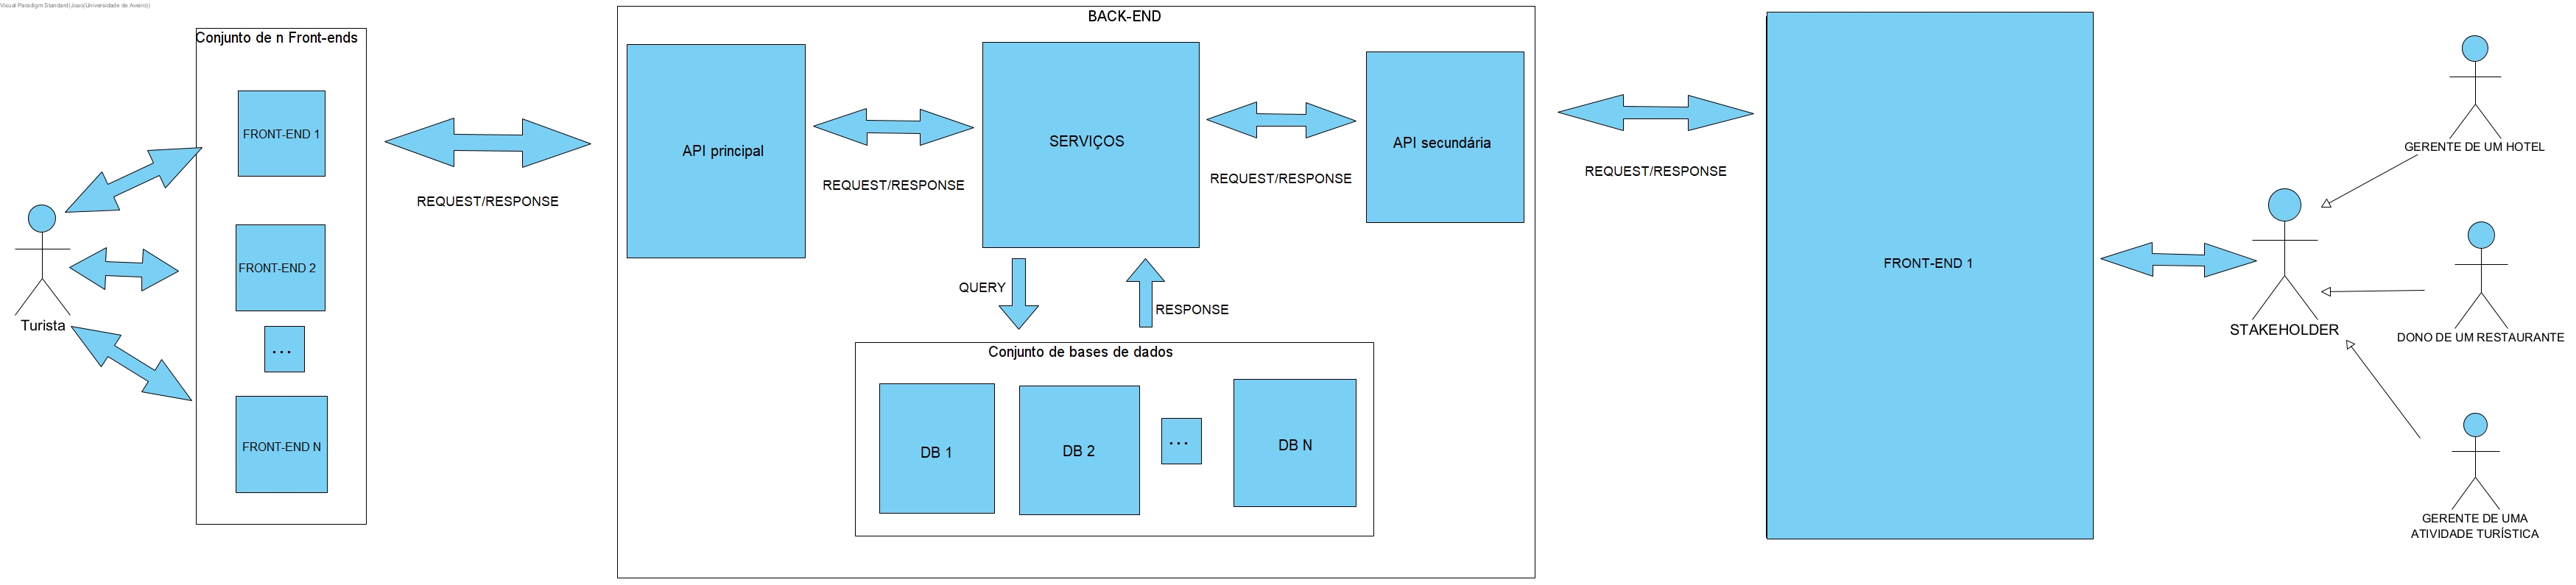 Visual Paradigm Standard(Joao(Universidade de Aveiro))
Conjunto de n Front-ends
FRONT-END 1
FRONT-END 2
...
FRONT-END N
Turista
REQUEST/RESPONSE
BACK-END
API principal
REQUEST/RESPONSE
SERVIÇOS
REQUEST/RESPONSE
API secundária
QUERY
RESPONSE
Conjunto de bases de dados
DB 1
DB 2
...
DB N
REQUEST/RESPONSE
FRONT-END 1
STAKEHOLDER
GERENTE DE UM HOTEL
DONO DE UM RESTAURANTE
GERENTE DE UMA
ATIVIDADE TURÍSTICA